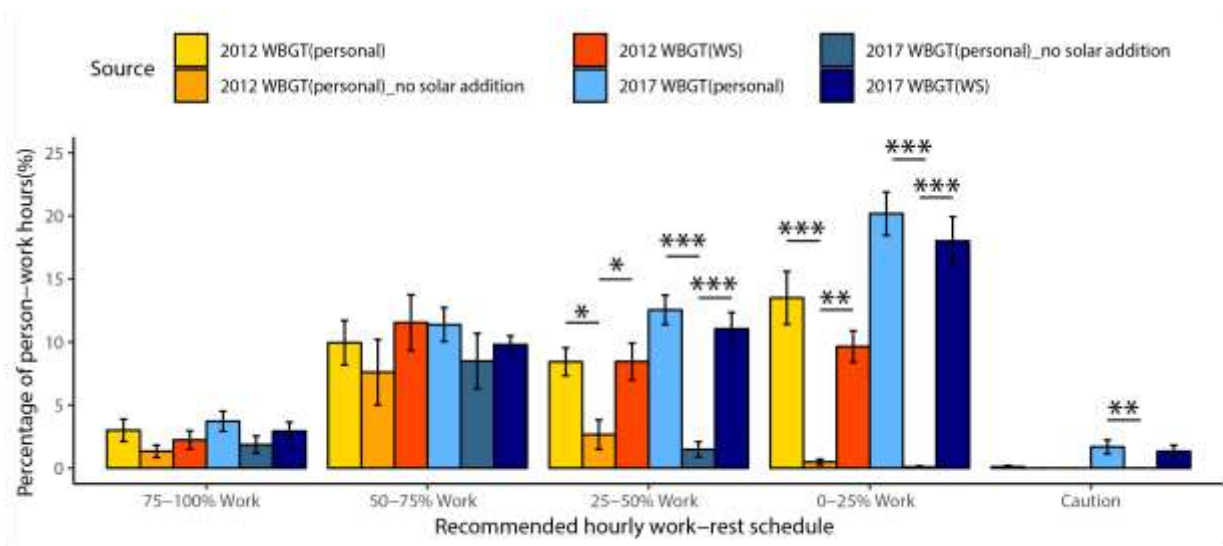 Source
2012 WBGT(personal)
2012 WBGT(WS)
2017 WBGT(personal)_no solar addition
2012 WBGT(personal)_no solar addition
2017 WBGT(personal)
2017 WBGT(WS)
Percentage of person−work hours(%)
25
20
15
10
5
0
*
*
***
***
***
**
***
***
**
75−100% Work
50−75% Work
25−50% Work
0−25% Work
Caution
Recommended hourly work−rest schedule